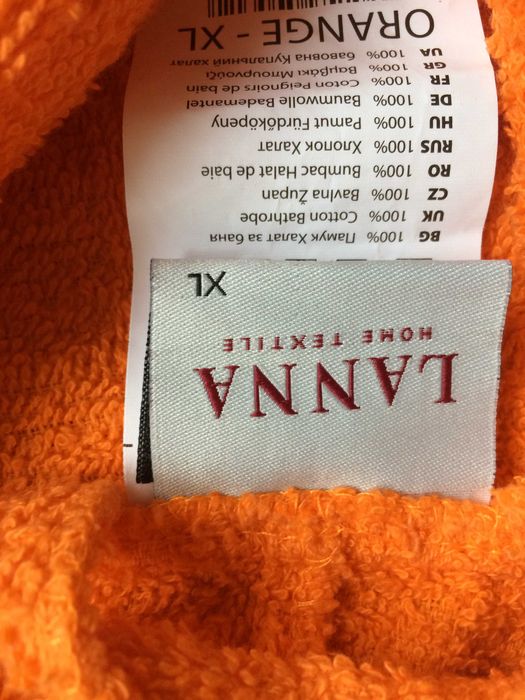 LANNA
HOME TEXTILE
XL
BG 100% Памук Халат за баня
UK 100% Cotton Bathrobe
CZ 100% Bavlna Župan
RO 100% Bumbac Halat de baie
RUS 100% Хлопок Халат
HU 100% Pamut Fürdőköpeny
DE 100% Baumwolle Bademantel
FR 100% Coton Peignoirs de bain
GR 100% Βαμβάκι
UA 100% бавовна Купальний халат
ORANGE - XL